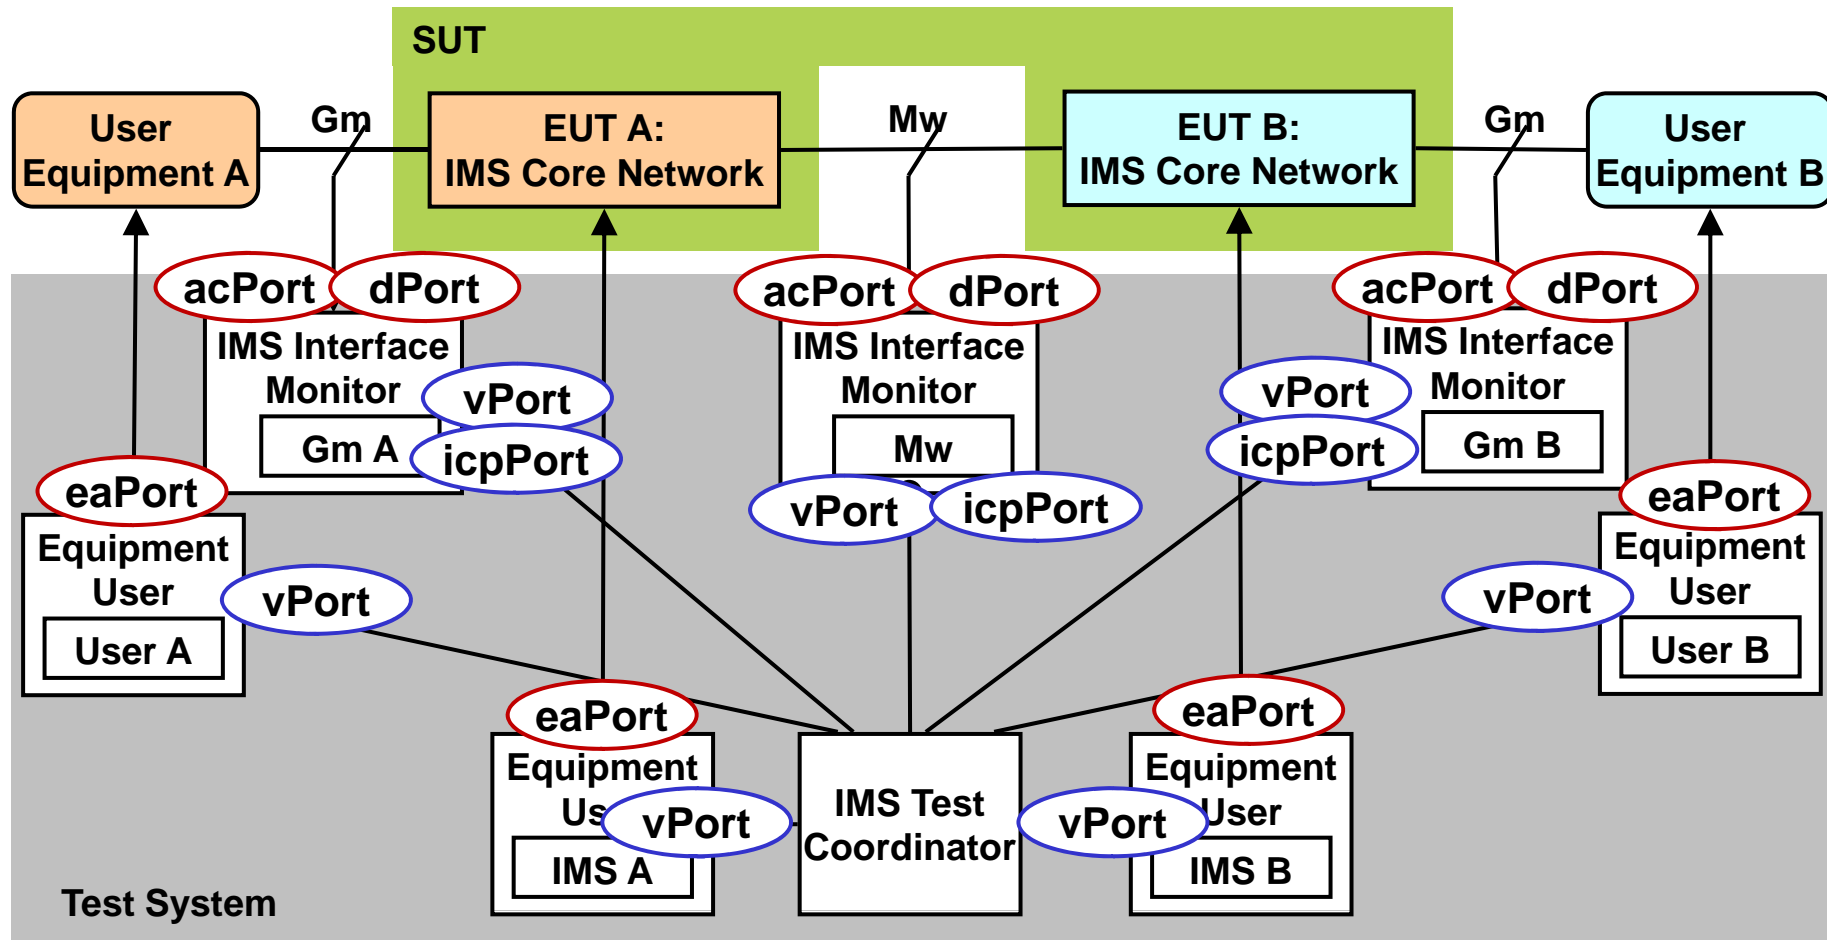 SUT
User
Equipment A
Gm
EUT A:
IMS Core Network
Mw
EUT B:
IMS Core Network
Gm
User
Equipment B
acPort
dPort
IMS Interface
Monitor
Gm A
vPort
icpPort
acPort
dPort
IMS Interface
Monitor
Mw
vPort
icpPort
acPort
dPort
IMS Interface
Monitor
Gm B
vPort
icpPort
eaPort
Equipment
User
User A
vPort
eaPort
Equipment
User
User B
vPort
eaPort
Equipment
Us
IMS A
vPort
IMS Test
Coordinator
eaPort
Equipment
User
IMS B
vPort
Test System